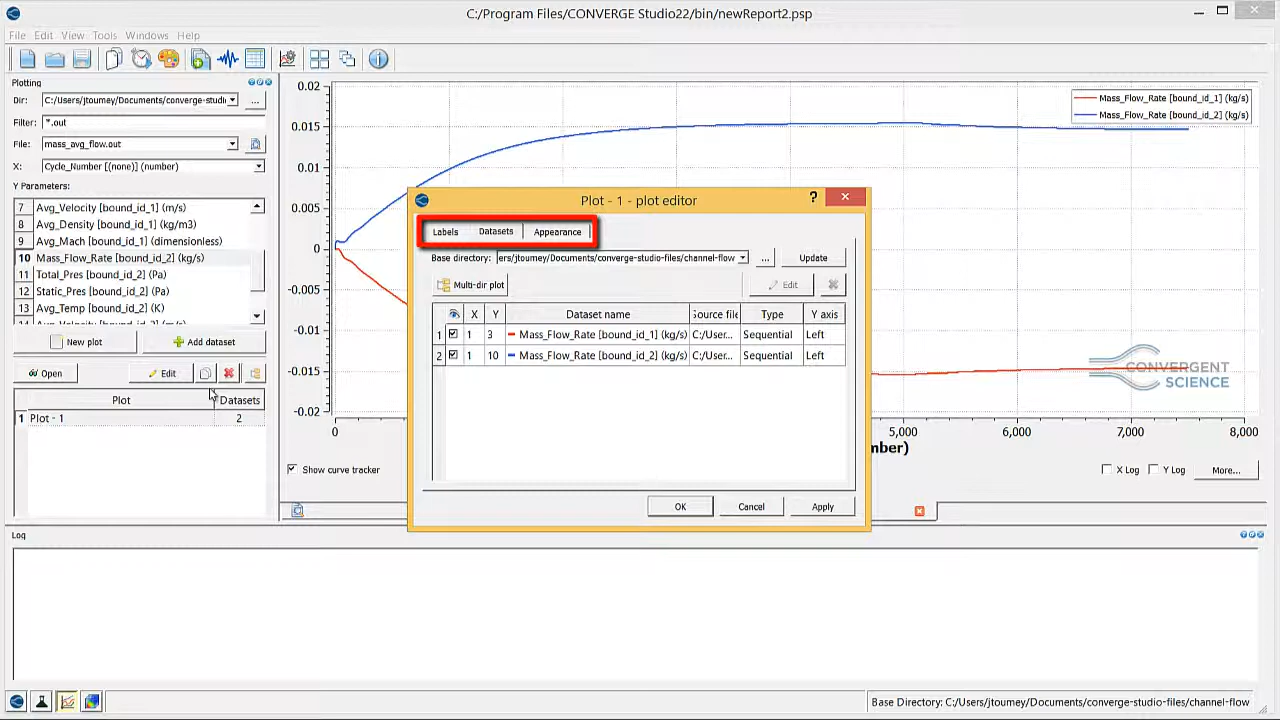 C:/Program Files/CONVERGE Studio22/bin/newReport2.psp
File Edit View Tools Windows Help
Plotting
Dir: C:/Users/jtoumey/Documents/converge-studi
...
Filter: *.out
File: mass_avg_flow.out
X: Cycle_Number [(none)] (number)
Y Parameters:
7 Avg_Velocity [bound_id_1] (m/s)
8 Avg_Density [bound_id_1] (kg/m3)
9 Avg_Mach [bound_id_1] (dimensionless)
10 Mass_Flow_Rate [bound_id_2] (kg/s)
11 Total_Pres [bound_id_2] (Pa)
12 Static_Pres [bound_id_2] (Pa)
13 Avg_Temp [bound_id_2] (K)
New plot
Add dataset
Open
Edit
Plot Datasets
1 Plot - 1 2
0.02
0.015
0.01
0.005
0
-0.005
-0.01
-0.015
-0.02
0
5,000
6,000
7,000
8,000
mber)
Mass_Flow_Rate [bound_id_1] (kg/s)
Mass_Flow_Rate [bound_id_2] (kg/s)
Show curve tracker
X Log
Y Log
More...
Plot - 1 - plot editor
?
Labels Datasets Appearance
Base directory: ers/jtoumey/Documents/converge-studio-files/channel-flow
...
Update
Multi-dir plot
Edit
X Y Dataset name Source file Type Y axis
1 1 3 Mass_Flow_Rate [bound_id_1] (kg/s) C:/User... Sequential Left
2 1 10 Mass_Flow_Rate [bound_id_2] (kg/s) C:/User... Sequential Left
OK
Cancel
Apply
CONVERGENT
SCIENCE
Log
Base Directory: C:/Users/jtoumey/Documents/converge-studio-files/channel-flow